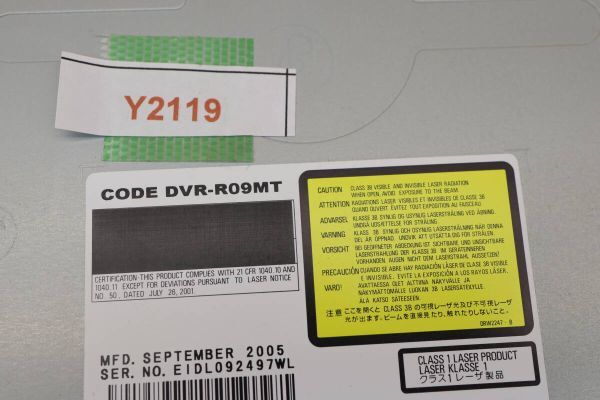 Y2119
CODE DVR-R09MT
CERTIFICATION-THIS PRODUCT COMPLIES WITH 21 CFR 1040.10 AND
1040.11 EXCEPT FOR DEVIATIONS PURSUANT TO LASER NOTICE
NO. 50, DATED JULY 26, 2001.
MFD. SEPTEMBER 2005
SER. NO. EIDL092497WL
CAUTION CLASS 3B VISIBLE AND INVISIBLE LASER RADIATION
WHEN OPEN, AVOID EXPOSURE TO THE BEAM.
ATTENTION RADIATIONS LASER VISIBLES ET INVISIBLES DE CLASSE 3B
QUAND OUVERT. ÉVITEZ TOUT EXPOSITION AU FAISCEAU
ADVARSEL KLASSE 3B SYNLIG OG USYNLIG LASERSTRÅLING VED ÅBNING
UNDGÅ UDSÆTTELSE FOR STRÅLING
VARNING KLASS 3B SYNLIG OCH OSYNLIG LASERSTRÅLNING NÄR DENNA
DEL ÄR ÖPPNAD. UNDVIK ATT UTSÄTTA DIG FÖR STRÅLEN.
VORSICHT BEI GEÖFFNETER ABDECKUNG IST SICHTBARE UND UNSICHTBARE
LASERSTRAHLUNG DER KLASSE 3B IM GERÄTEINNEREN
VORHANDEN. AUGEN NICHT DEM LASERSTRAHL AUSSETZEN!
PRECAUCIÓN CUANDO SE ABRE HAY RADIACIÓN LÁSER DE CLASE 3B VISIBLE
E INVISIBLE. EVITE LA EXPOSICIÓN A LOS RAYOS LÁSER.
VARO! AVATTAESSA OLET ALTTIINA NÄKYVÄLLE JA
NÄKYMÄTTÖMÄLLE LUOKAN 3B LASERSÄTEILYLLE.
ÄLÄ KATSO SÄTEESEEN.
注意 ここを開くと CLASS 3B の可視レーザ光及び不可視レーザ
光が出ます。ビームを直接見たり、触れたりしないこと。
DRW2247 - B
CLASS 1 LASER PRODUCT
LASER KLASSE 1
クラス1 レーザ製品